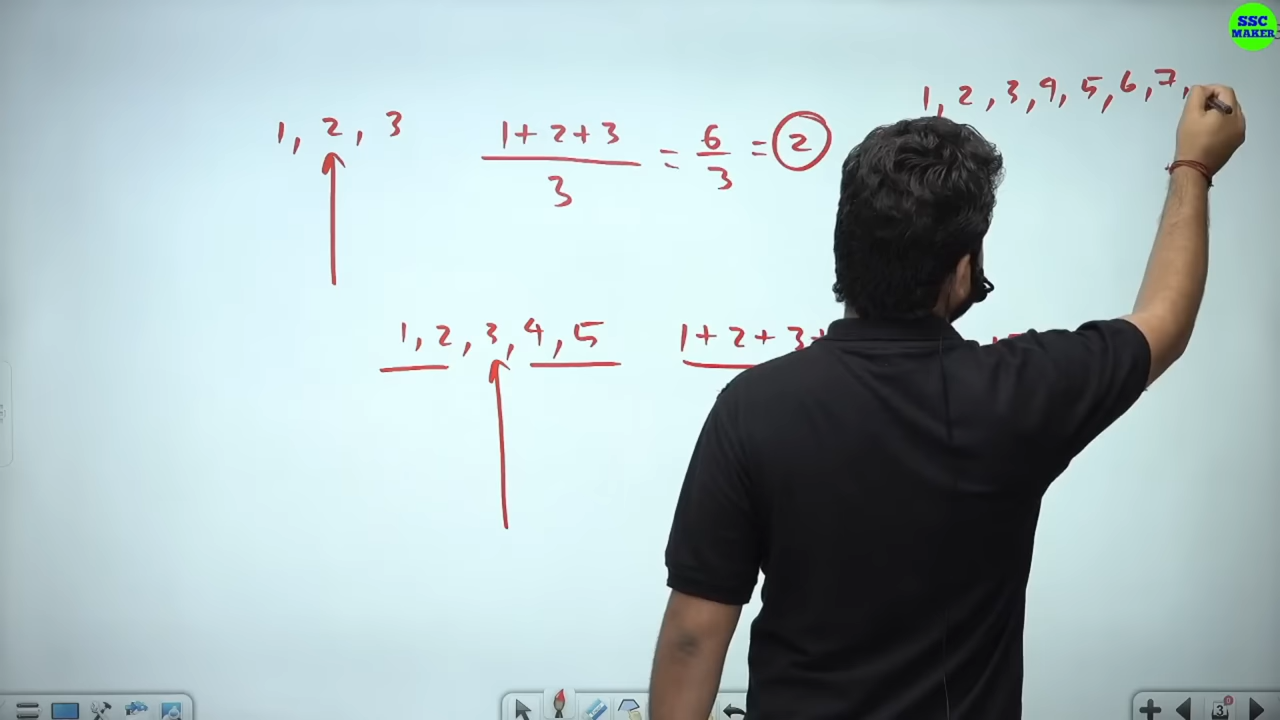 SSC
MAKER
1, 2, 3, 4, 5, 6, 7,
1, 2, 3
1+2+3
3
= 6
3
= 2
1, 2, 3, 4, 5
1+2+3+
3